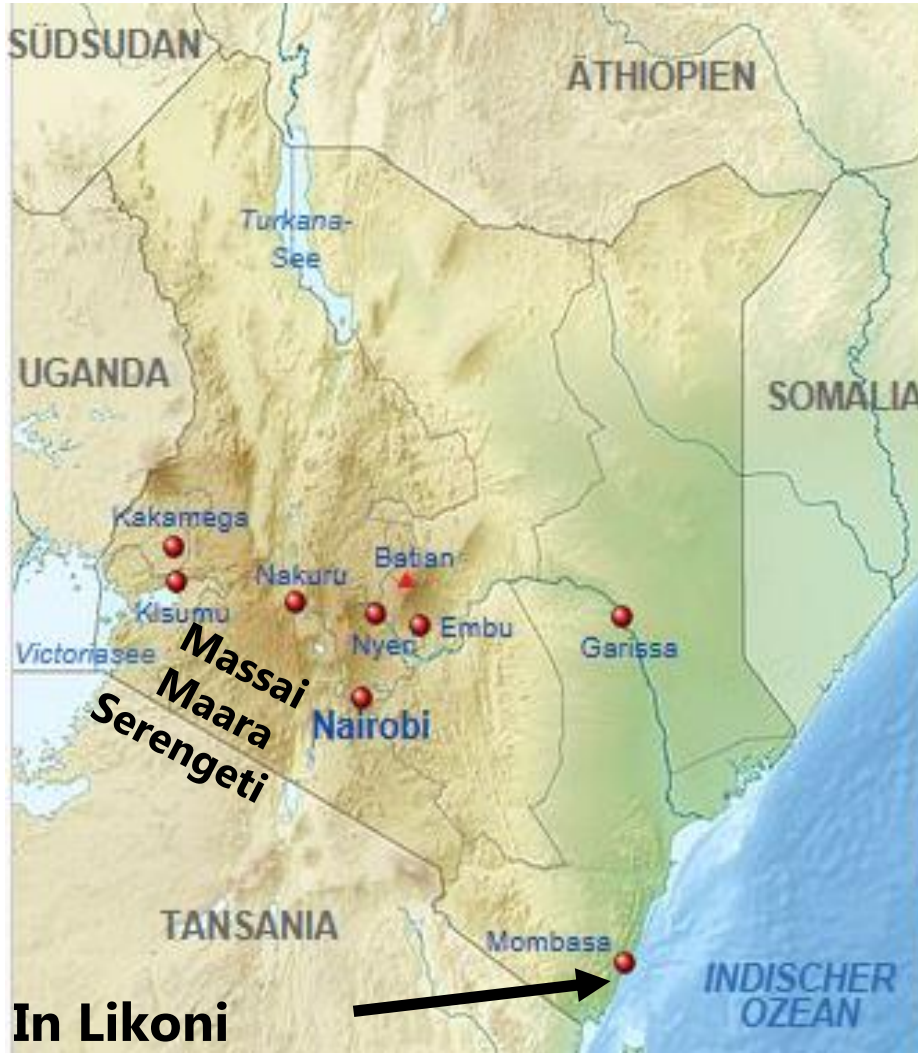 SÜDSUDAN
ÄTHIOPIEN
Turkana-
See
UGANDA
SOMALIA
Kakamega
Batian
Nakuru
Kisumu
Nyeri
Embu
Garissa
Victoriasee
Massai
Maara
Serengeti
Nairobi
TANSANIA
Mombasa
INDISCHER
OZEAN
In Likoni